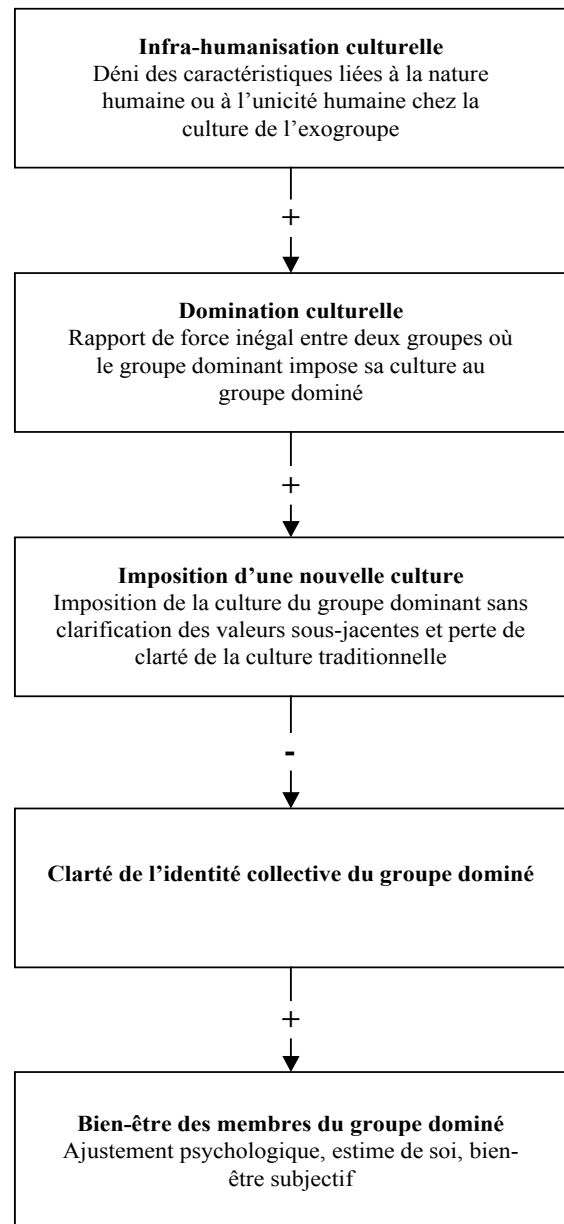 Infra-humanisation culturelle
Déni des caractéristiques liées à la nature
humaine ou à l’unicité humaine chez la
culture de l’exogroupe
+
Domination culturelle
Rapport de force inégal entre deux groupes où
le groupe dominant impose sa culture au
groupe dominé
+
Imposition d’une nouvelle culture
Imposition de la culture du groupe dominant sans
clarification des valeurs sous-jacentes et perte de
clarté de la culture traditionnelle
-
Clarté de l’identité collective du groupe dominé
+
Bien-être des membres du groupe dominé
Ajustement psychologique, estime de soi, bien-
être subjectif